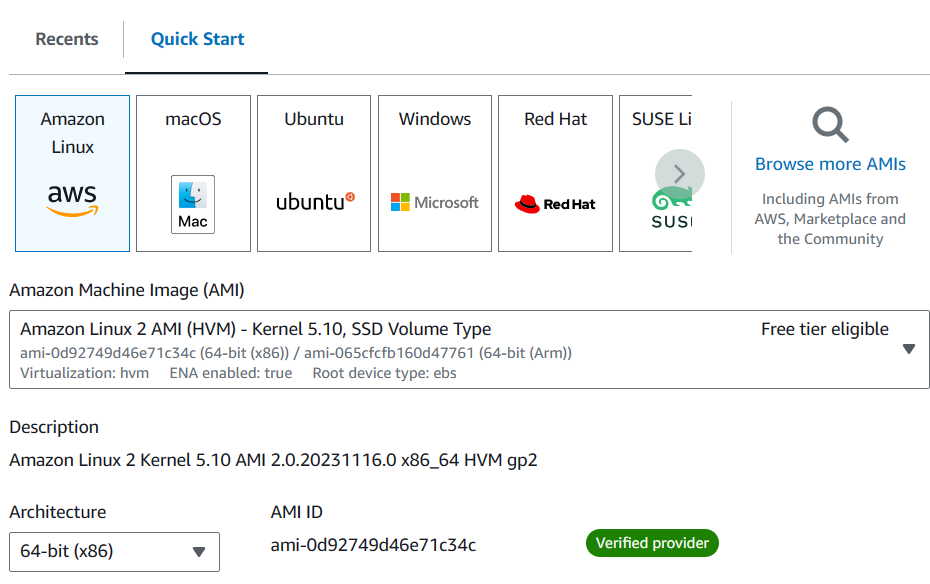 Recents
Quick Start
Amazon
Linux
aws
macOS
Mac
Ubuntu
ubuntu
Windows
Microsoft
Red Hat
Red Hat
SUSE Li
SUS
Browse more AMIs
Including AMIs from
AWS, Marketplace and
the Community
Amazon Machine Image (AMI)
Amazon Linux 2 AMI (HVM) - Kernel 5.10, SSD Volume Type
Free tier eligible
ami-0d92749d46e71c34c (64-bit (x86)) / ami-065cfcfb160d47761 (64-bit (Arm))
Virtualization: hvm ENA enabled: true Root device type: ebs
Description
Amazon Linux 2 Kernel 5.10 AMI 2.0.20231116.0 x86_64 HVM gp2
Architecture
64-bit (x86)
AMI ID
ami-0d92749d46e71c34c
Verified provider